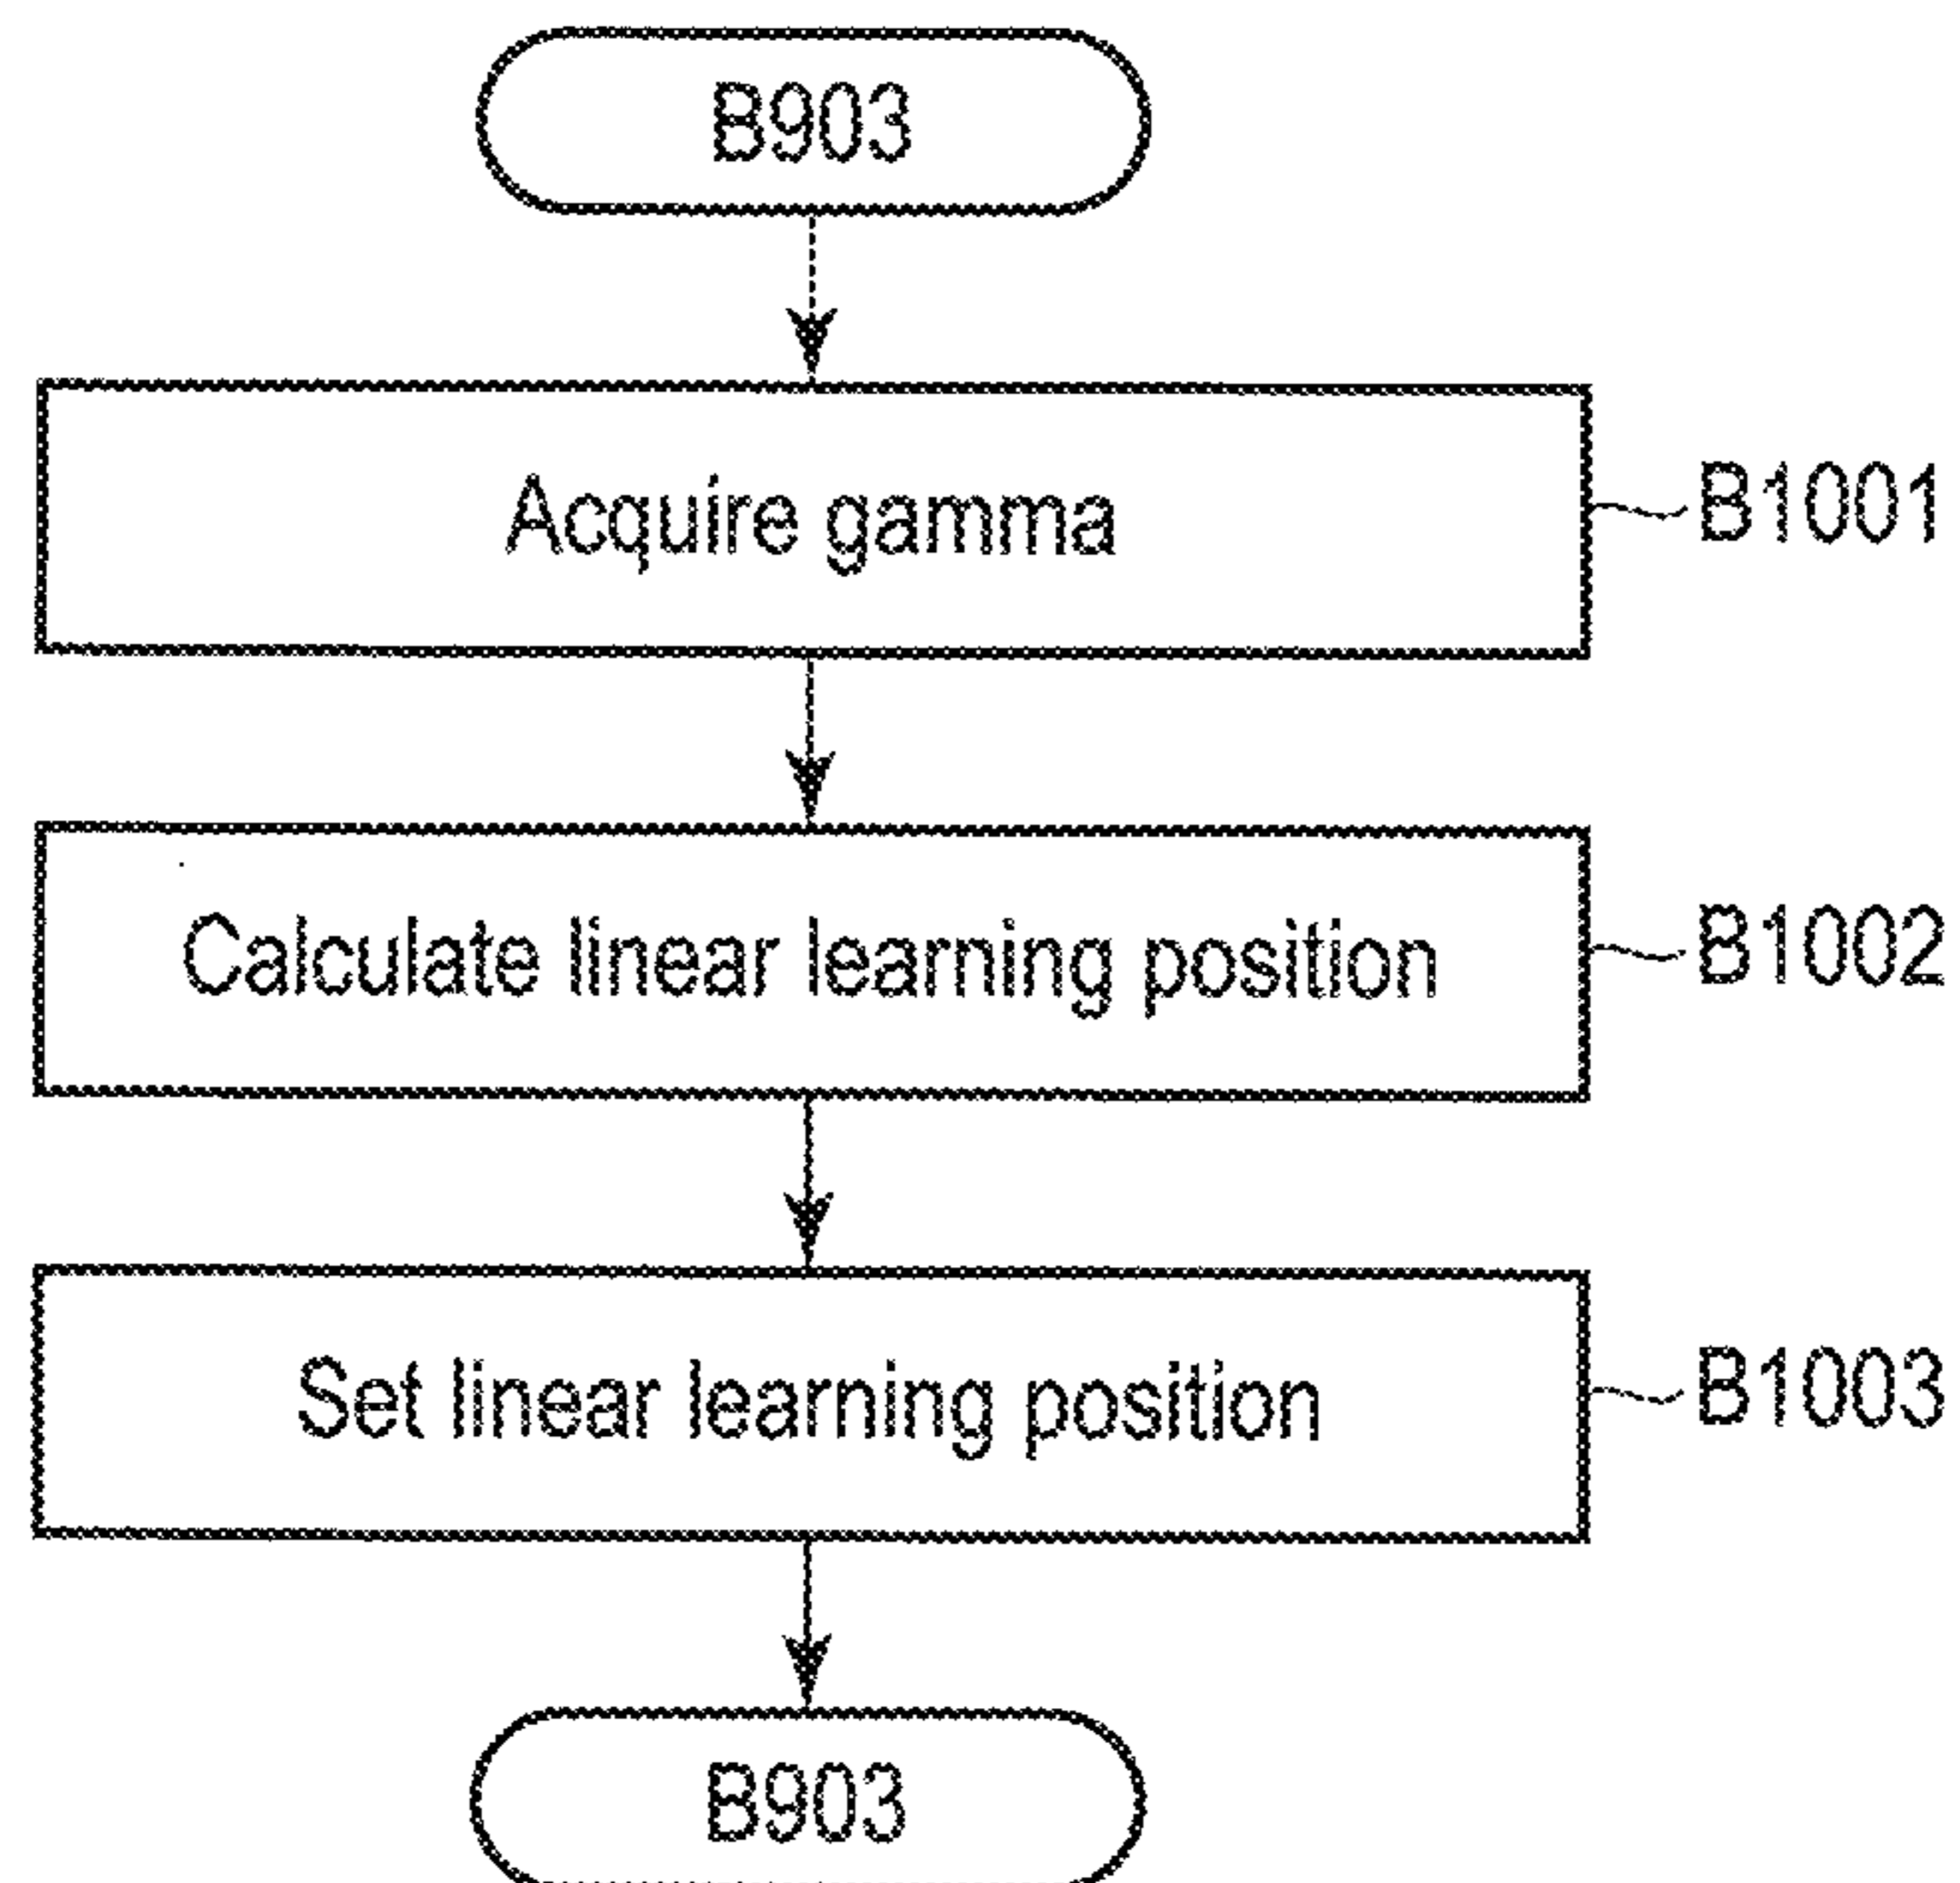 B903
Acquire gamma
B1001
Calculate linear learning position
B1002
Set linear learning position
B1003
B903